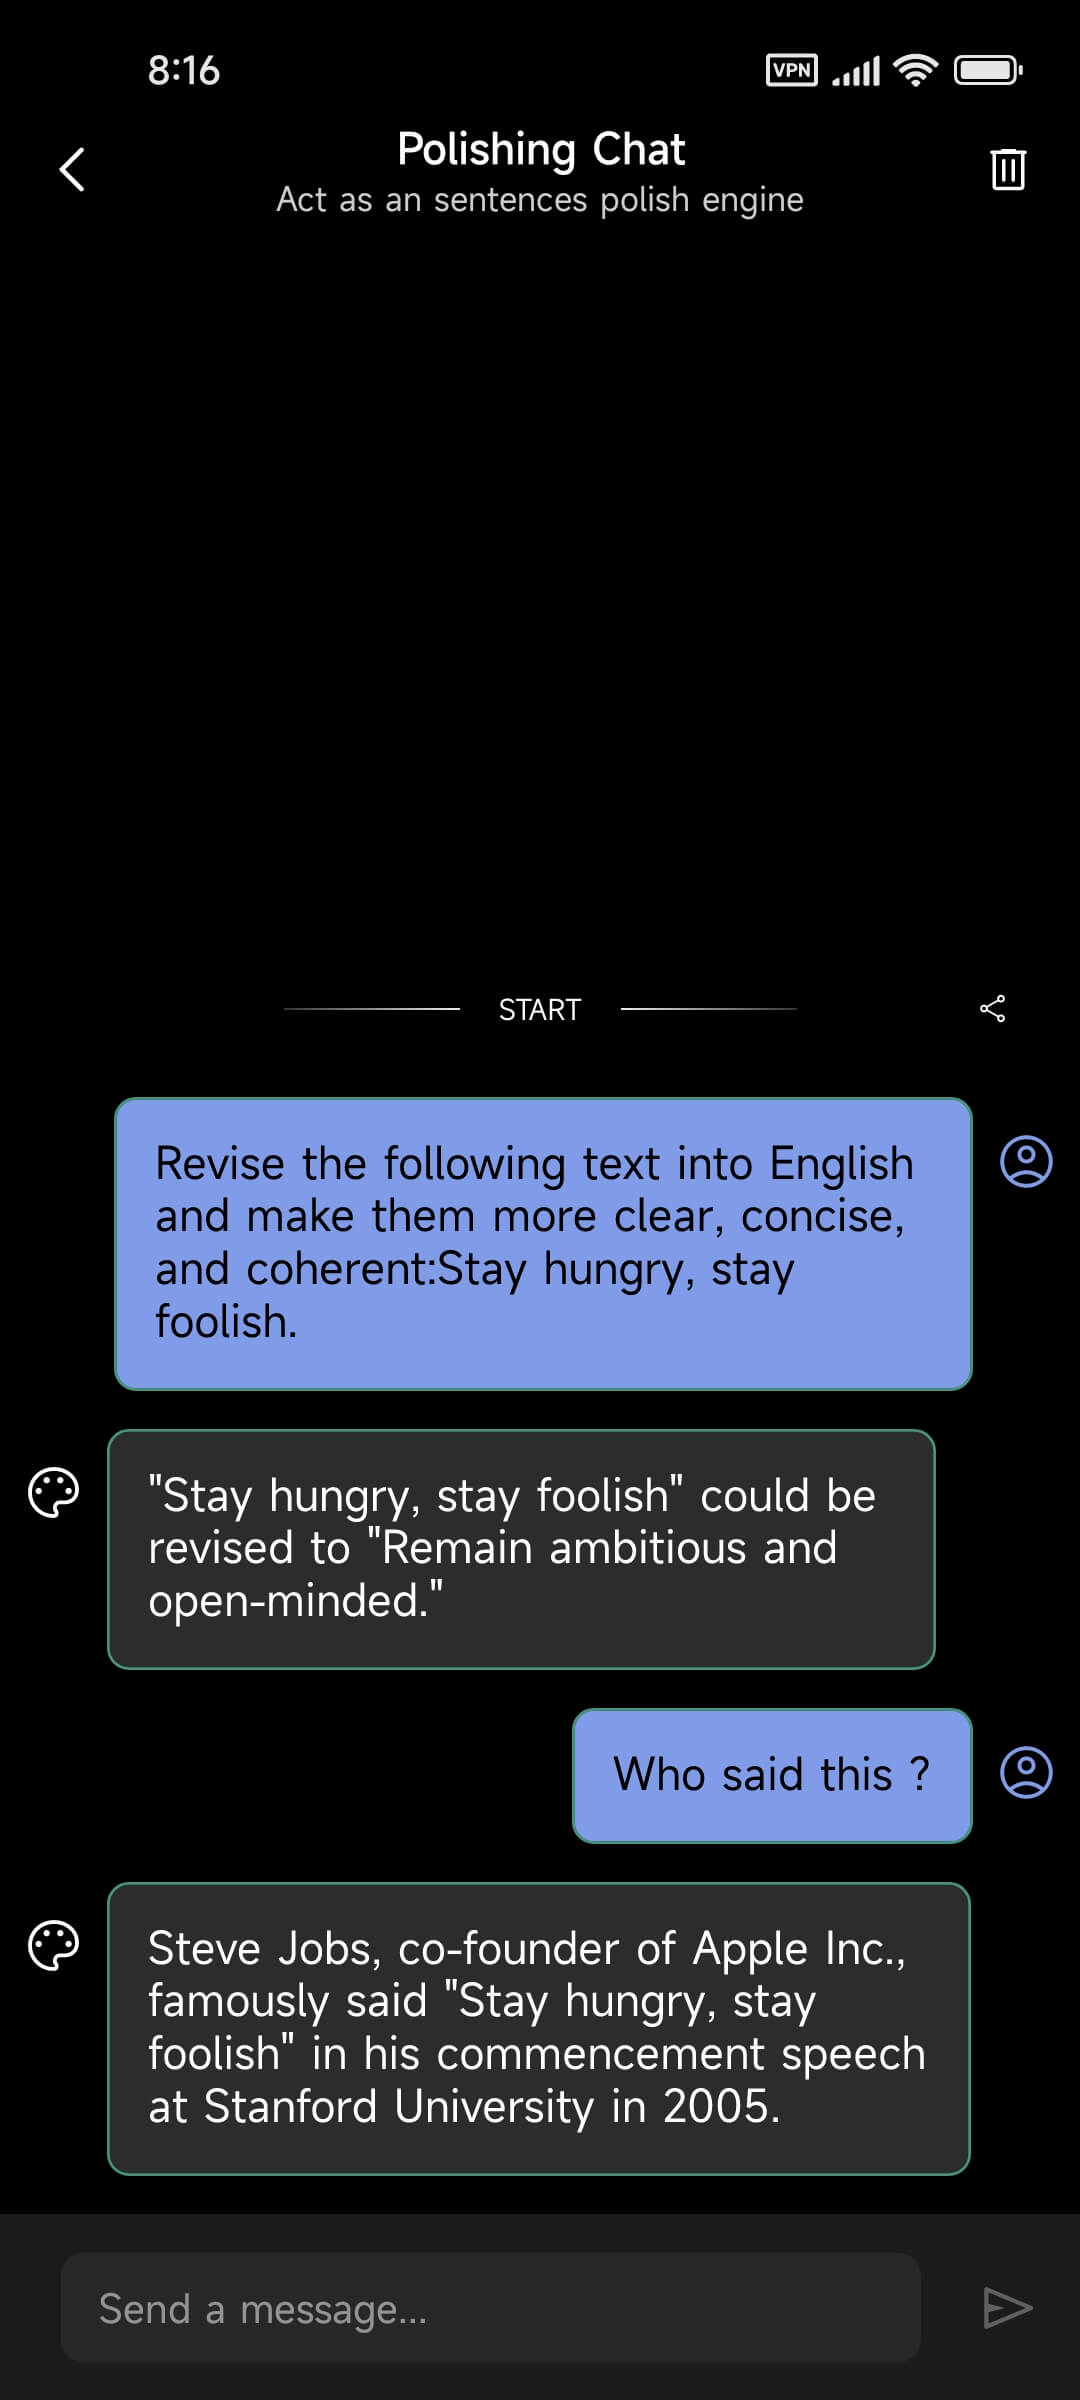 8:16
VPN
Polishing Chat
Act as an sentences polish engine
START
Revise the following text into English
and make them more clear, concise,
and coherent:Stay hungry, stay
foolish.
"Stay hungry, stay foolish" could be
revised to "Remain ambitious and
open-minded."
Who said this ?
Steve Jobs, co-founder of Apple Inc.,
famously said "Stay hungry, stay
foolish" in his commencement speech
at Stanford University in 2005.
Send a message...